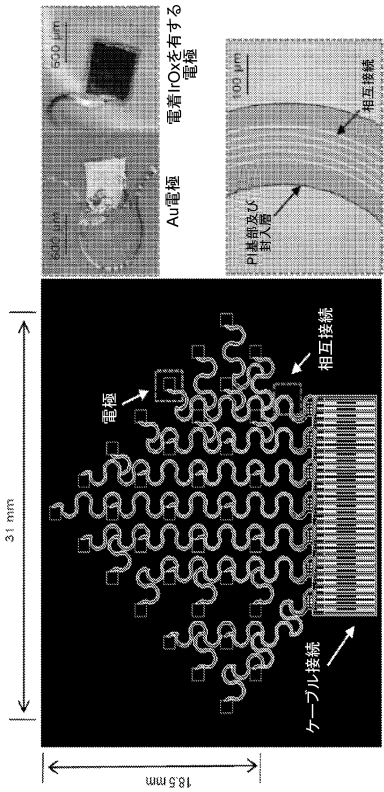 31 mm
18.5 mm
電極
相互接続
ケーブル接続
600 µm
Au電極
500 µm
電着IrOxを有する
電極
100 µm
PI基部及び
封入層
相互接続